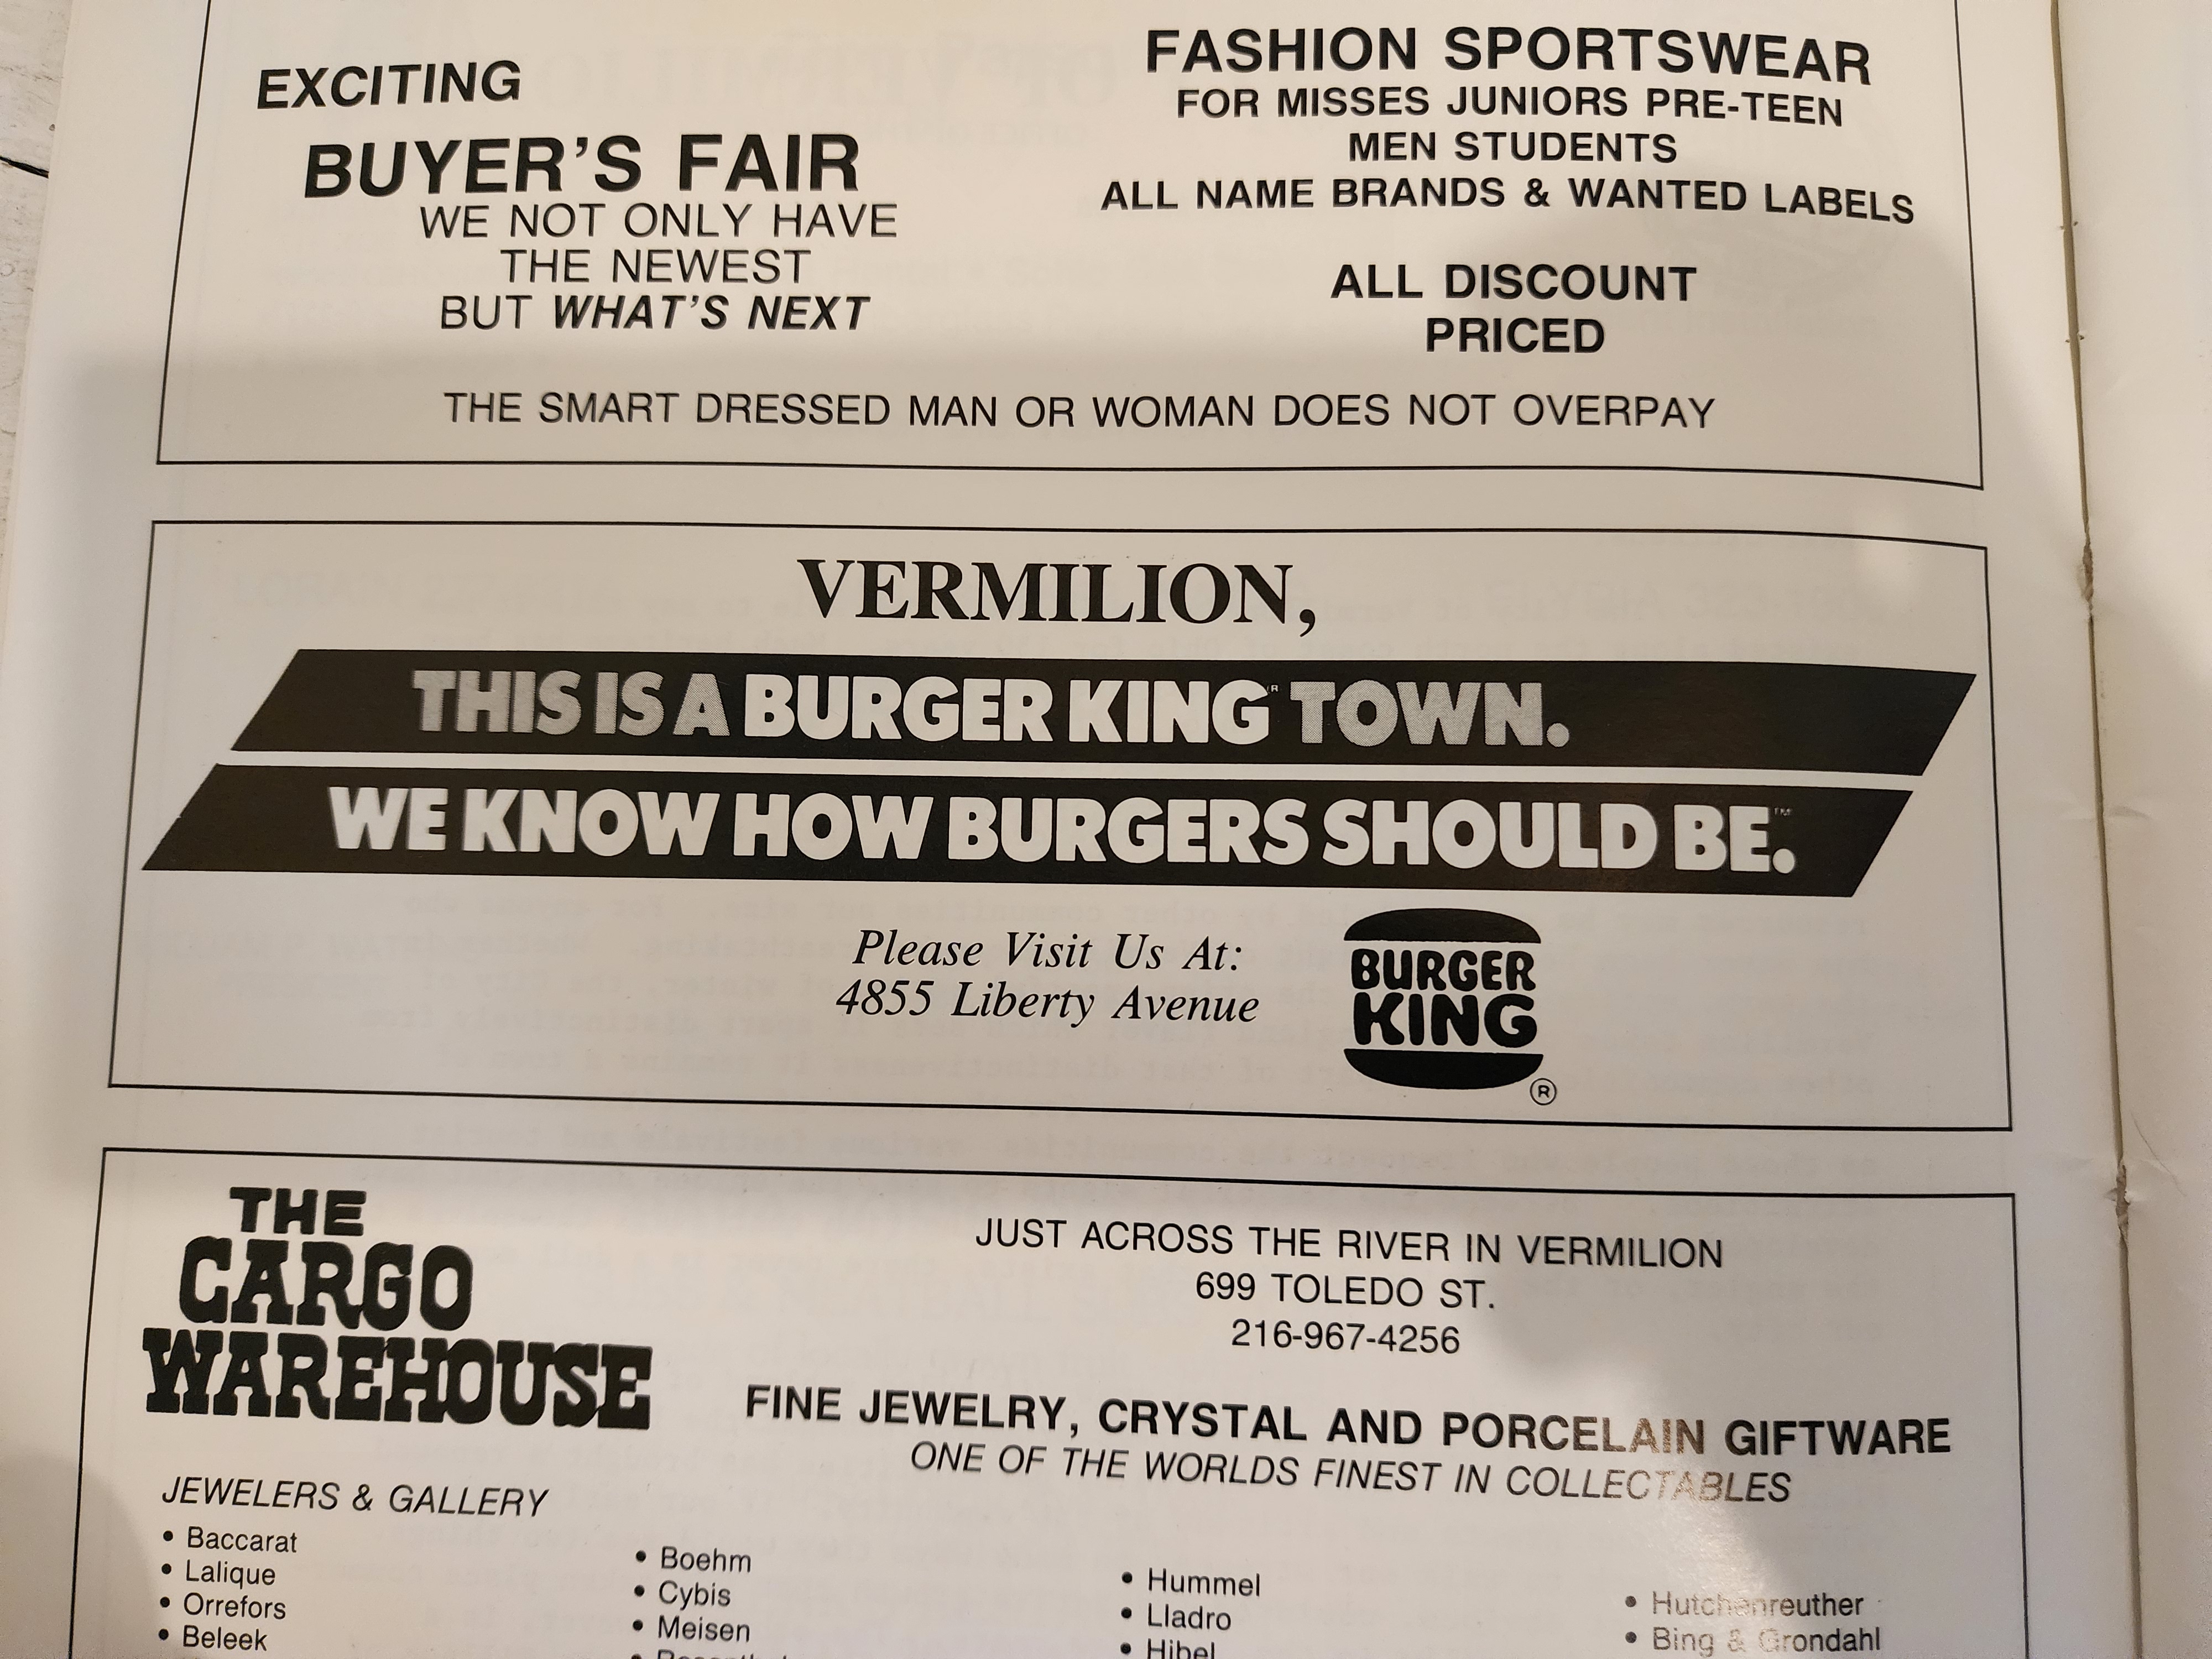 EXCITING
BUYER'S FAIR
WE NOT ONLY HAVE
THE NEWEST
BUT WHAT'S NEXT
FASHION SPORTSWEAR
FOR MISSES JUNIORS PRE-TEEN
MEN STUDENTS
ALL NAME BRANDS & WANTED LABELS
ALL DISCOUNT
PRICED
THE SMART DRESSED MAN OR WOMAN DOES NOT OVERPAY
VERMILION,
THIS IS A BURGER KING® TOWN.
WE KNOW HOW BURGERS SHOULD BE.™
Please Visit Us At:
4855 Liberty Avenue
BURGER
KING
®
THE
CARGO
WAREHOUSE
JEWELERS & GALLERY
JUST ACROSS THE RIVER IN VERMILION
699 TOLEDO ST.
216-967-4256
FINE JEWELRY, CRYSTAL AND PORCELAIN GIFTWARE
ONE OF THE WORLDS FINEST IN COLLECTABLES
• Baccarat
• Lalique
• Orrefors
• Beleek
• Boehm
• Cybis
• Meisen
• Hummel
• Lladro
• Hibel
• Hutchenreuther
• Bing & Grondahl